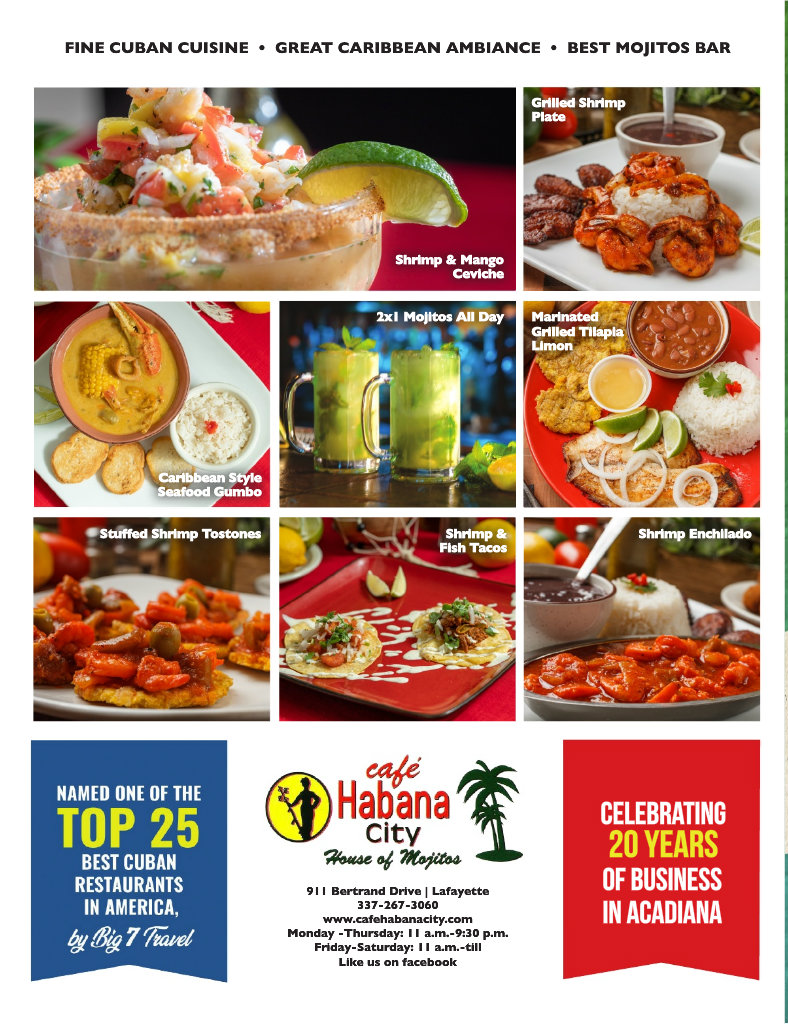 FINE CUBAN CUISINE • GREAT CARIBBEAN AMBIANCE • BEST MOJITOS BAR
Shrimp & Mango
Ceviche
Grilled Shrimp
Plate
Caribbean Style
Seafood Gumbo
2x1 Mojitos All Day
Marinated
Grilled Tilapia
Limon
Stuffed Shrimp Tostones
Shrimp &
Fish Tacos
Shrimp Enchilado
NAMED ONE OF THE
TOP 25
BEST CUBAN
RESTAURANTS
IN AMERICA,
by Big 7 Travel
café
Habana
City
House of Mojitos
911 Bertrand Drive | Lafayette
337-267-3060
www.cafehabanacity.com
Monday -Thursday: 11 a.m.-9:30 p.m.
Friday-Saturday: 11 a.m.-till
Like us on facebook
CELEBRATING
20 YEARS
OF BUSINESS
IN ACADIANA